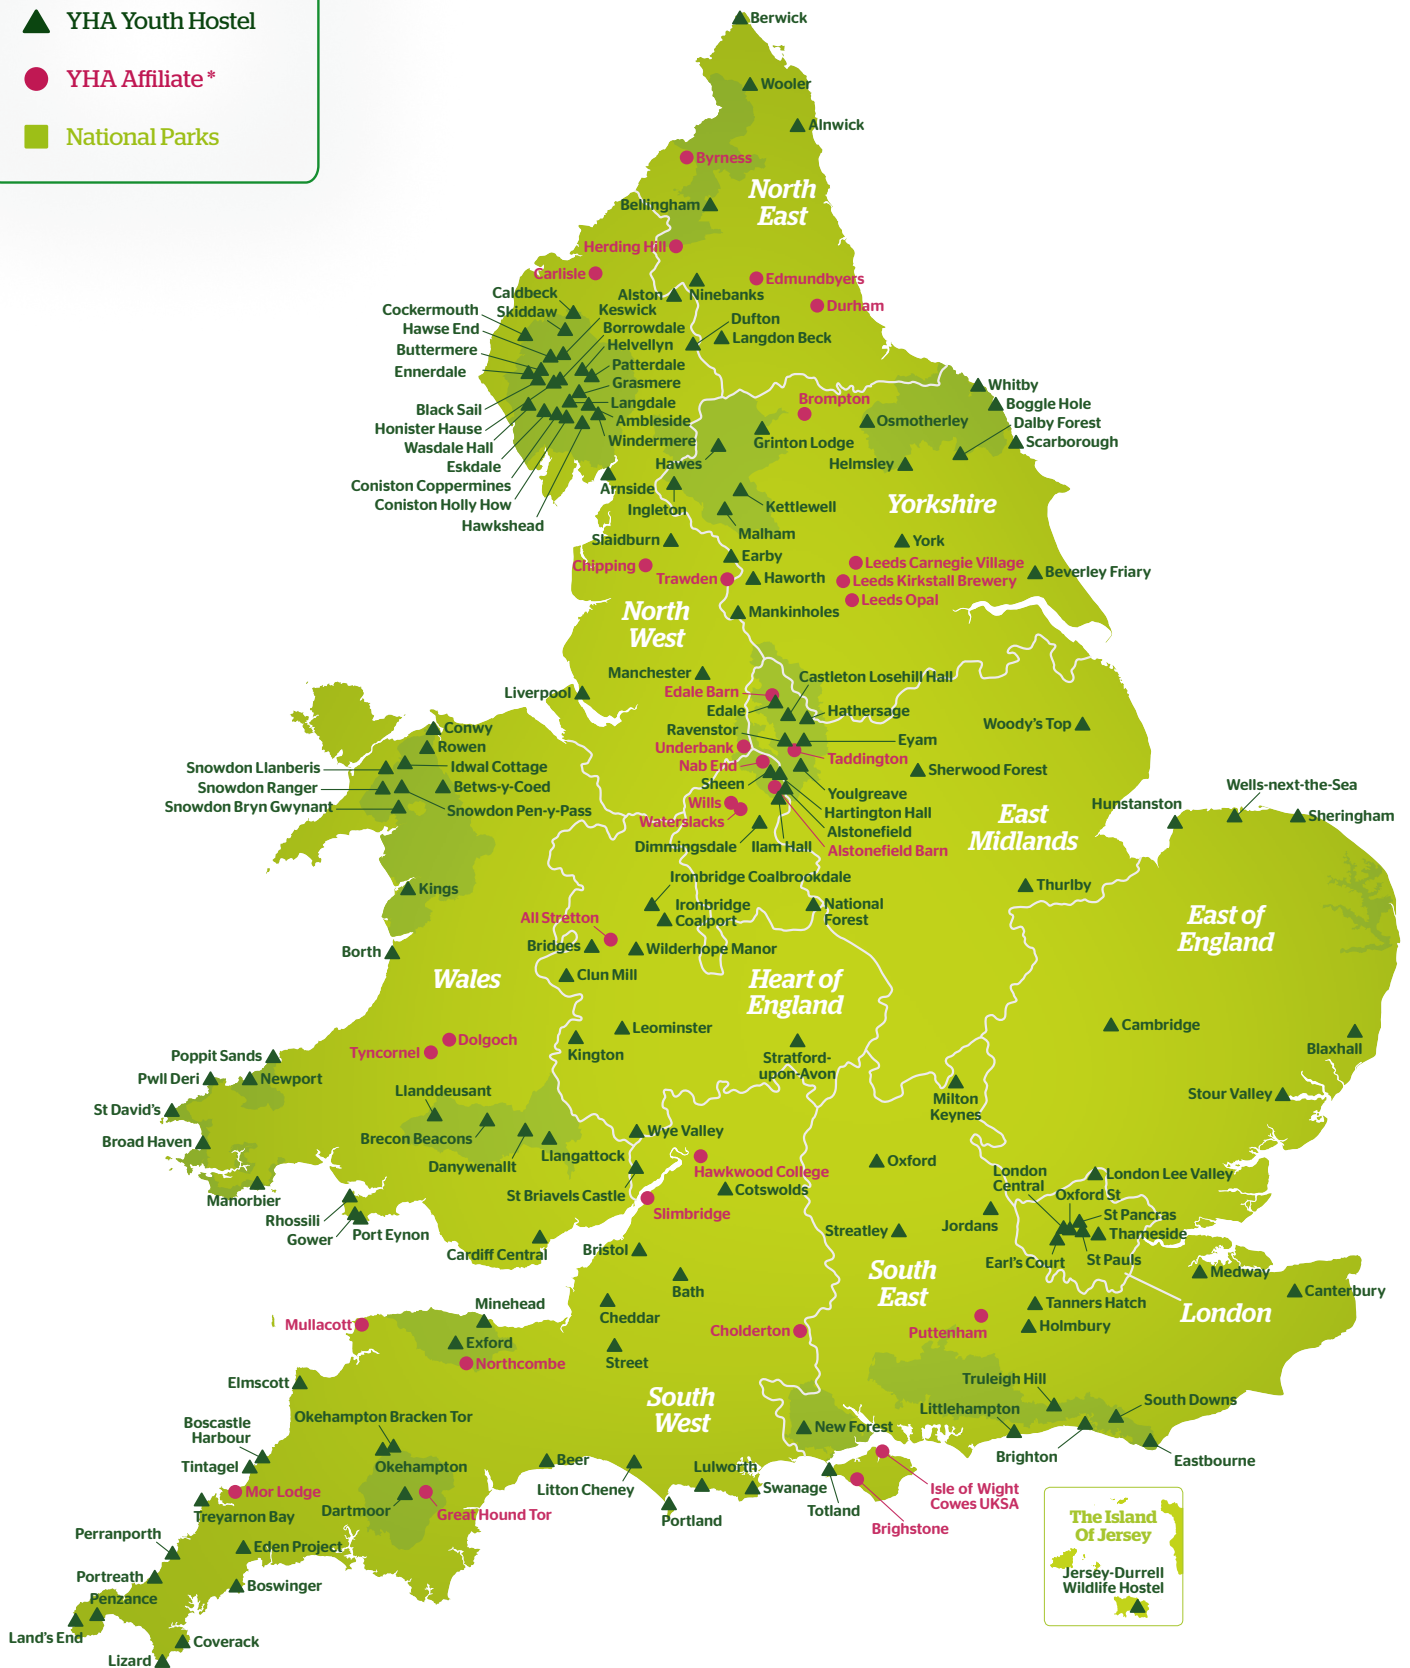 YHA Youth Hostel
YHA Affiliate*
National Parks
Berwick
Wooler
Alnwick
Byrness
North
East
Bellingham
Herding Hill
Carlisle
Edmundbyers
Caldbeck
Alston
Ninebanks
Durham
Cockermouth
Skiddaw
Keswick
Dufton
Hawse End
Borrowdale
Langdon Beck
Buttermere
Helvellyn
Ennerdale
Patterdale
Grasmere
Whitby
Black Sail
Langdale
Brompton
Boggle Hole
Honister Hause
Ambleside
Osmotherley
Dalby Forest
Wasdale Hall
Windermere
Grinton Lodge
Scarborough
Eskdale
Hawes
Helmsley
Coniston Coppermines
Arnside
Coniston Holly How
Ingleton
Kettlewell
Yorkshire
Hawkshead
Malham
Slaidburn
York
Earby
Chipping
Leeds Carnegie Village
Trawden
Haworth
Leeds Kirkstall Brewery
Beverley Friary
Leeds Opal
North
West
Mankinholes
Manchester
Castleton Losehill Hall
Liverpool
Edale Barn
Edale
Hathersage
Woody's Top
Conwy
Ravenstor
Eyam
Rowen
Underbank
Taddington
Snowdon Llanberis
Idwal Cottage
Nab End
Sherwood Forest
Snowdon Ranger
Betws-y-Coed
Sheen
Youlgreave
Wells-next-the-Sea
Snowdon Bryn Gwynant
Snowdon Pen-y-Pass
Wills
Hartington Hall
Hunstanston
Waterslacks
Alstonefield
Sheringham
Dimmingsdale
Ilam Hall
Alstonefield Barn
East
Midlands
Ironbridge Coalbrookdale
Kings
Thurlby
Ironbridge
Coalport
National
Forest
All Stretton
East of
England
Borth
Bridges
Wilderhope Manor
Wales
Clun Mill
Heart of
England
Leominster
Cambridge
Dolgoch
Tyncornel
Kington
Stratford-
upon-Avon
Blaxhall
Poppit Sands
Pwll Deri
Newport
Llanddeusant
Milton
Keynes
Stour Valley
St David's
Brecon Beacons
Wye Valley
Broad Haven
Danywenallt
Llangattock
Oxford
Hawkwood College
London
Central
London Lee Valley
Manorbier
St Briavels Castle
Cotswolds
Oxford St
Rhossili
Slimbridge
Jordans
St Pancras
Gower
Port Eynon
Streatley
Thameside
Cardiff Central
Bristol
Earl's Court
St Pauls
South
East
Medway
Bath
Canterbury
Minehead
Cheddar
Tanners Hatch
London
Mullacott
Cholderton
Puttenham
Holmbury
Exford
Northcombe
Street
Elmscott
Truleigh Hill
South
West
Littlehampton
South Downs
Okehampton Bracken Tor
Boscastle
Harbour
New Forest
Brighton
Eastbourne
Tintagel
Okehampton
Beer
Lulworth
Mor Lodge
Litton Cheney
Swanage
Isle of Wight
Cowes UKSA
Dartmoor
Great Hound Tor
Totland
Treyarnon Bay
Portland
Brighstone
The Island
Of Jersey
Perranporth
Eden Project
Jersey-Durrell
Wildlife Hostel
Portreath
Boswinger
Penzance
Land's End
Coverack
Lizard